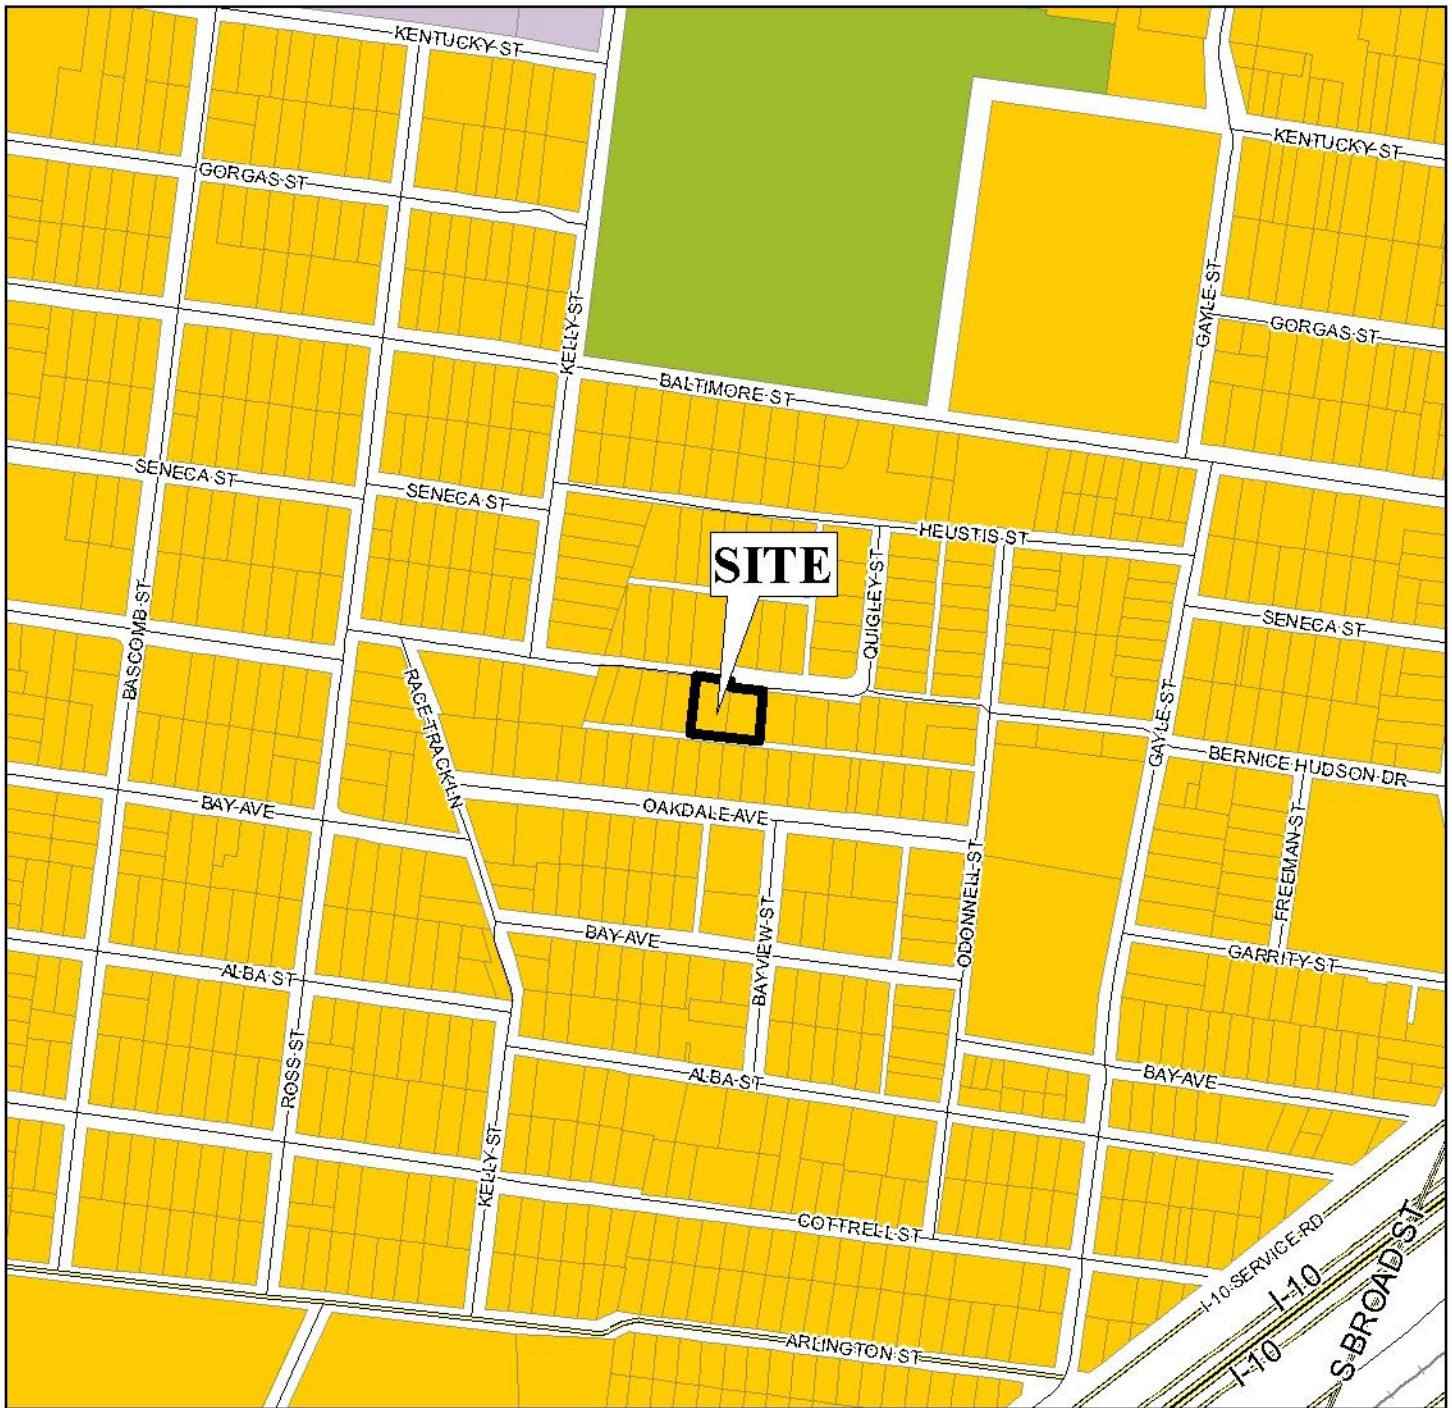 KENTUCKY ST
KENTUCKY ST
GORGAS ST
GAYLE ST
KELLY ST
GORGAS ST
BALTIMORE ST
SENECA ST
SENECA ST
HEUSTIS ST
SITE
QUIGLEY ST
BASCOMB ST
SENECA ST
RACE TRACK LN
GAYLE ST
BERNICE HUDSON DR
BAY AVE
OAKDALE AVE
FREEMAN ST
ODONNELL ST
BAY AVE
BAYVIEW ST
GARRITY ST
ALBA ST
ROSS ST
ALBA ST
BAY AVE
KELLY ST
COTTRELL ST
I-10 SERVICE RD
I-10
S BROAD ST
I-10
ARLINGTON ST